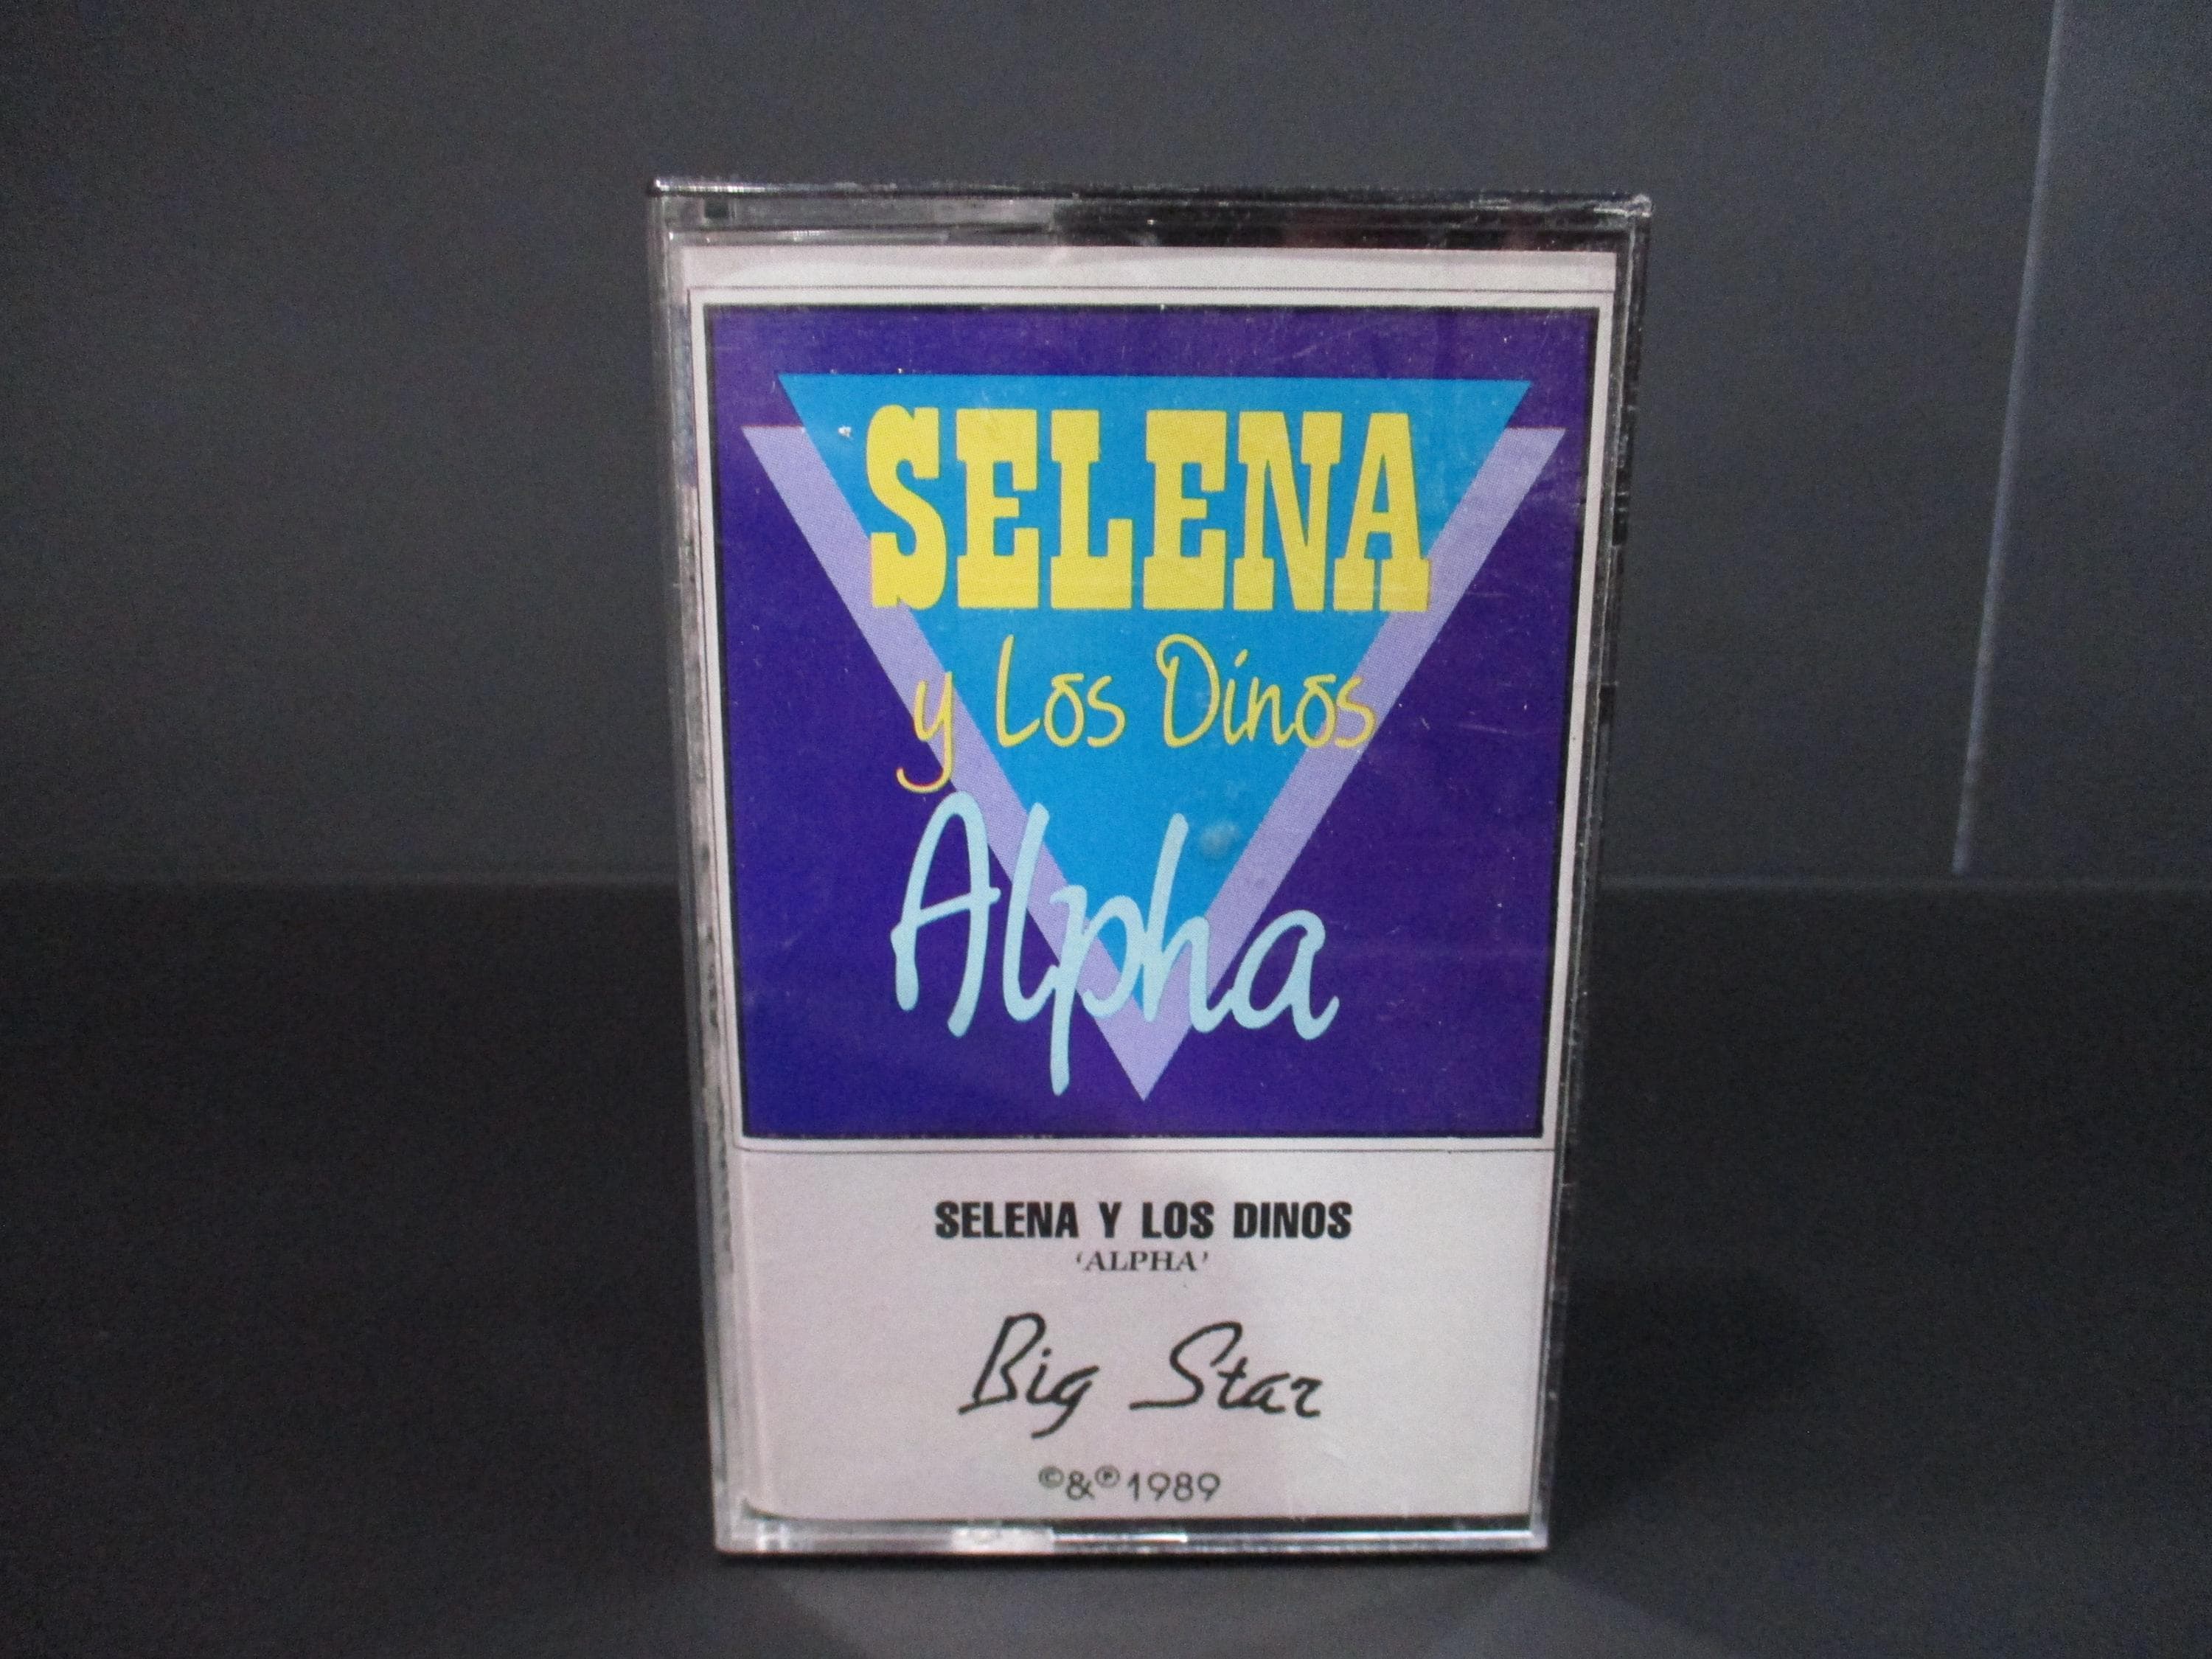 SELENA
y Los Dinos
Alpha
SELENA Y LOS DINOS
‘ALPHA’
Big Star
©&℗1989